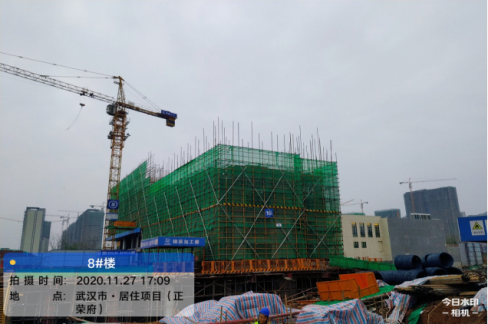 8#楼
拍 摄 时 间： 2020.11.27 17:09
地　　点： 武汉市・居住项目（正
荣府）
今日水印
-相机-